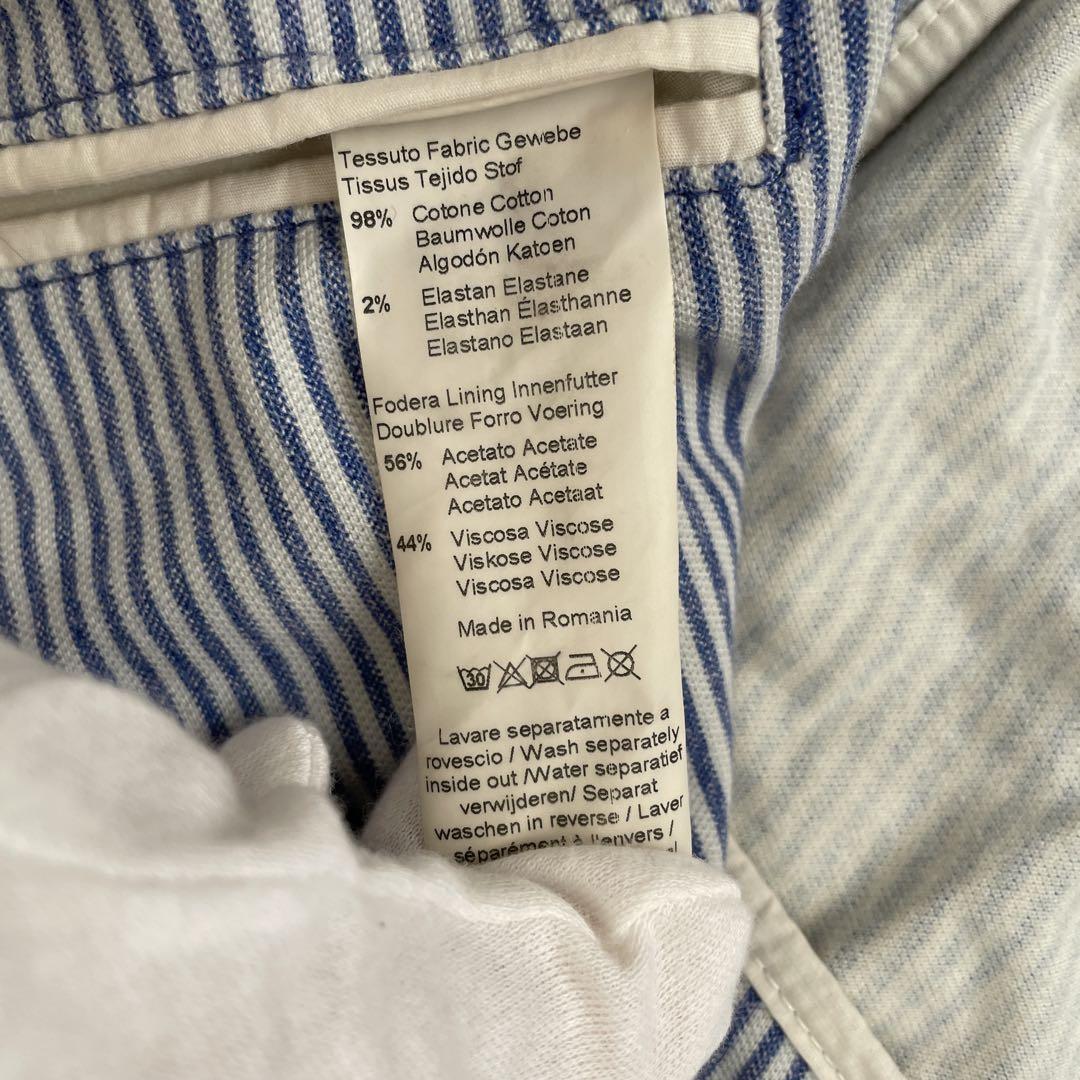 Tessuto Fabric Gewebe
Tissus Tejido Stof
98% Cotone Cotton
Baumwolle Coton
Algodón Katoen
2% Elastan Elastane
Elasthan Élasthanne
Elastano Elastaan
Fodera Lining Innenfutter
Doublure Forro Voering
56% Acetato Acetate
Acetat Acétate
Acetato Acetaat
44% Viscosa Viscose
Viskose Viscose
Viscosa Viscose
Made in Romania
30
Lavare separatamente a
rovescio / Wash separately
inside out /Water separatief
verwijderen/ Separat
waschen in reverse / Laver
séparément à l'envers /